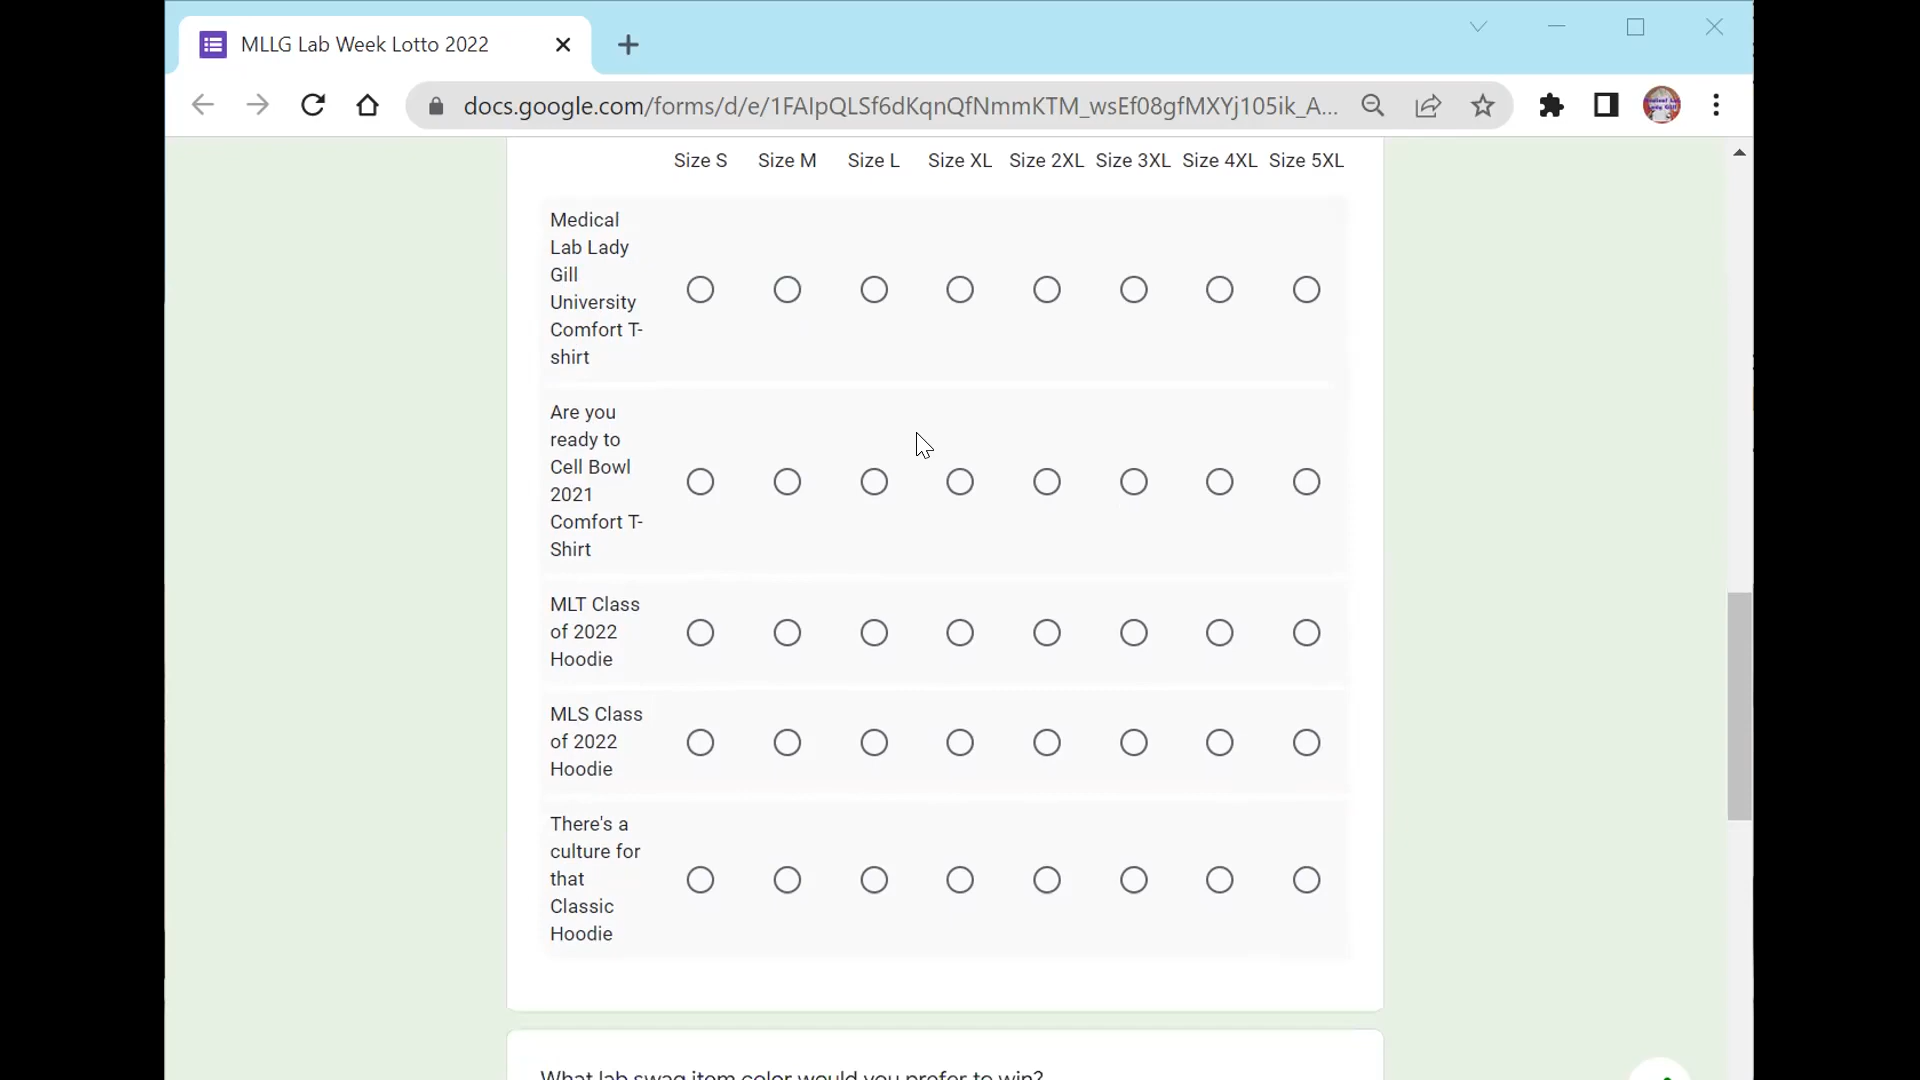 MLLG Lab Week Lotto 2022
docs.google.com/forms/d/e/1FAIpQLSf6dKqnQfNmmKTM_wsEf08gfMXYj105ik_A...
Size S Size M Size L Size XL Size 2XL Size 3XL Size 4XL Size 5XL
Medical
Lab Lady
Gill
University
Comfort T-
shirt
Are you
ready to
Cell Bowl
2021
Comfort T-
Shirt
MLT Class
of 2022
Hoodie
MLS Class
of 2022
Hoodie
There's a
culture for
that
Classic
Hoodie
What lab swag item color would you prefer to win?